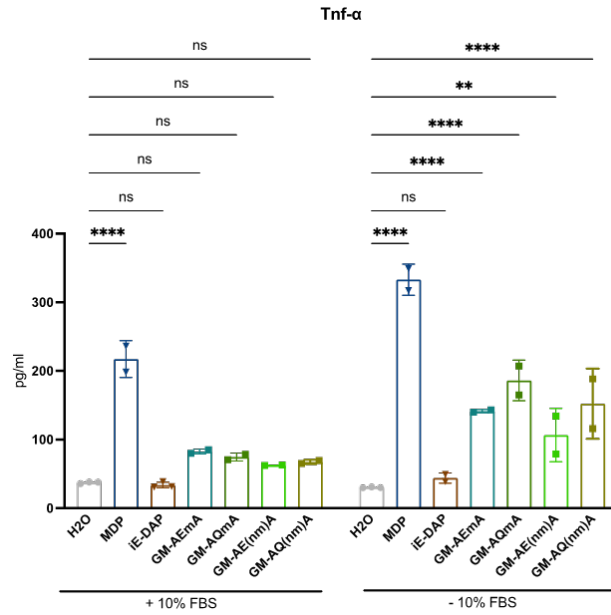 Tnf-α
ns
ns
ns
ns
ns
****
****
**
****
****
ns
****
pg/ml
400
300
200
100
0
H2O
MDP
iE-DAP
GM-AEmA
GM-AQmA
GM-AE(nm)A
GM-AQ(nm)A
H2O
MDP
iE-DAP
GM-AEmA
GM-AQmA
GM-AE(nm)A
GM-AQ(nm)A
+ 10% FBS
- 10% FBS